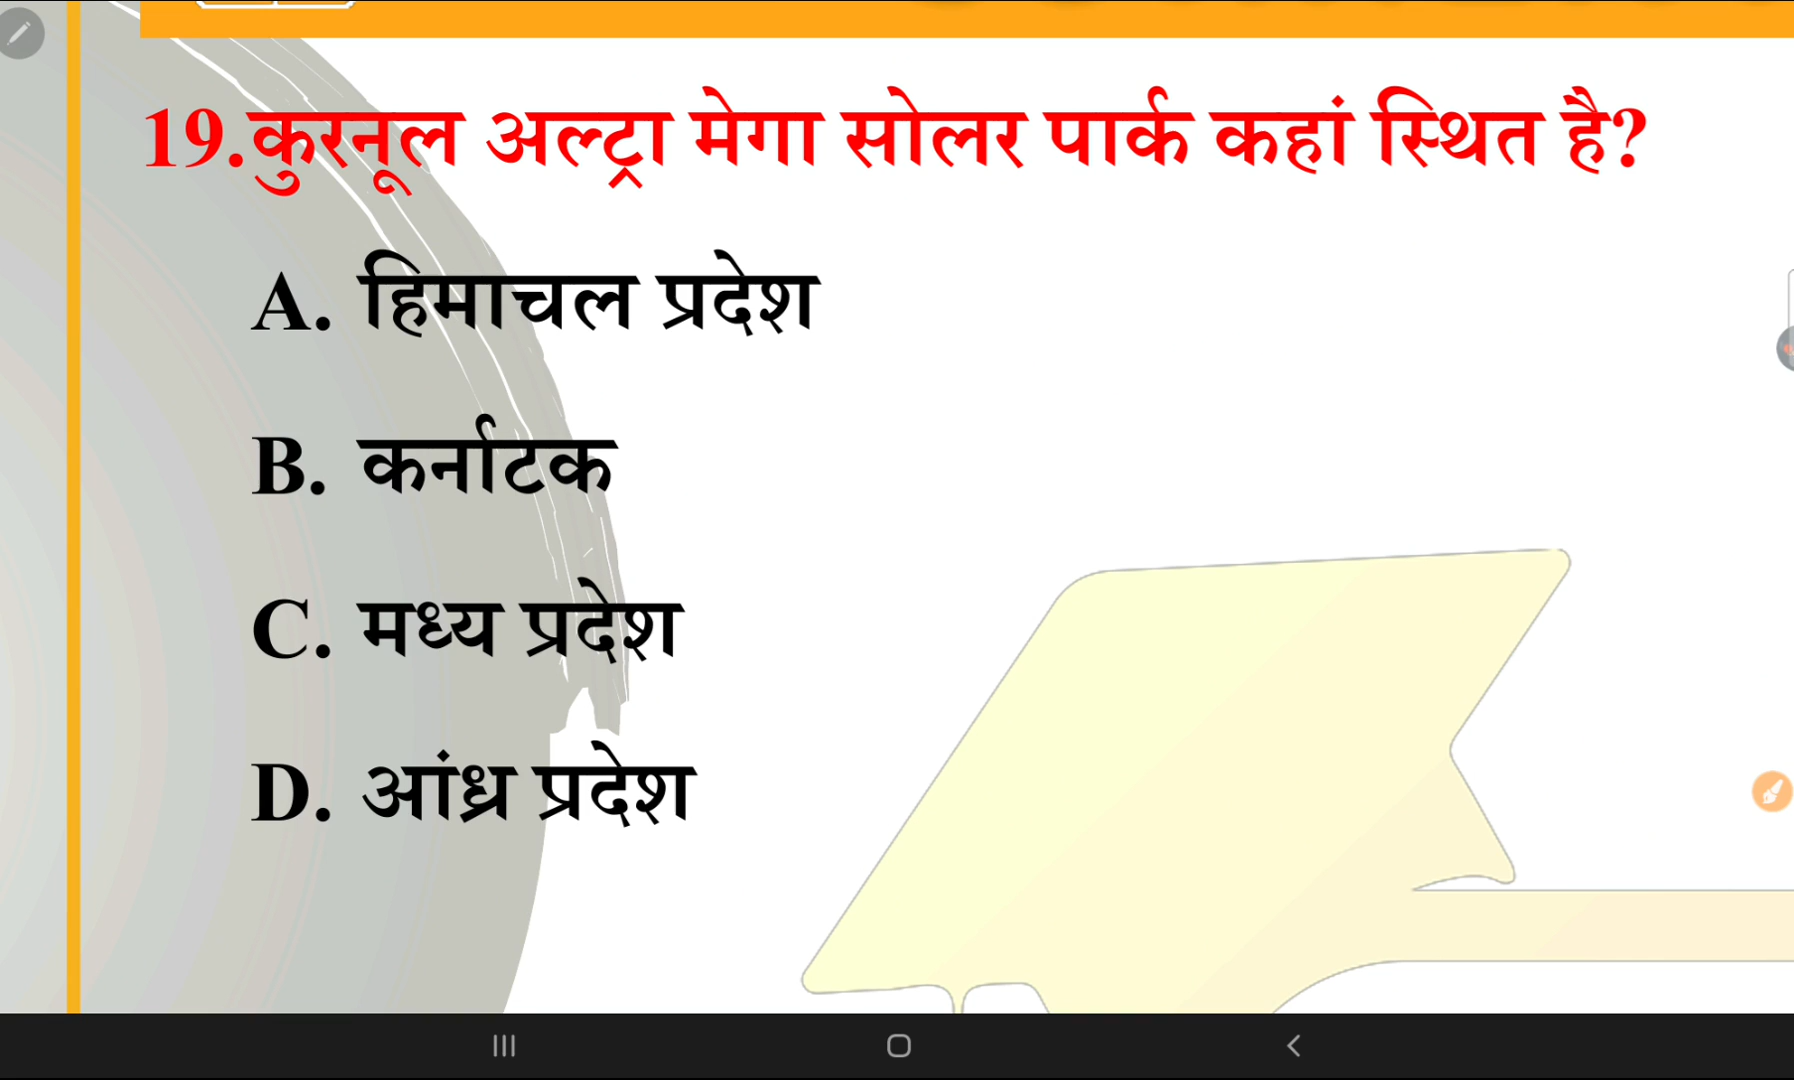 19.कुरनूल अल्ट्रा मेगा सोलर पार्क कहां स्थित है?
A. हिमाचल प्रदेश
B. कर्नाटक
C. मध्य प्रदेश
D. आंध्र प्रदेश